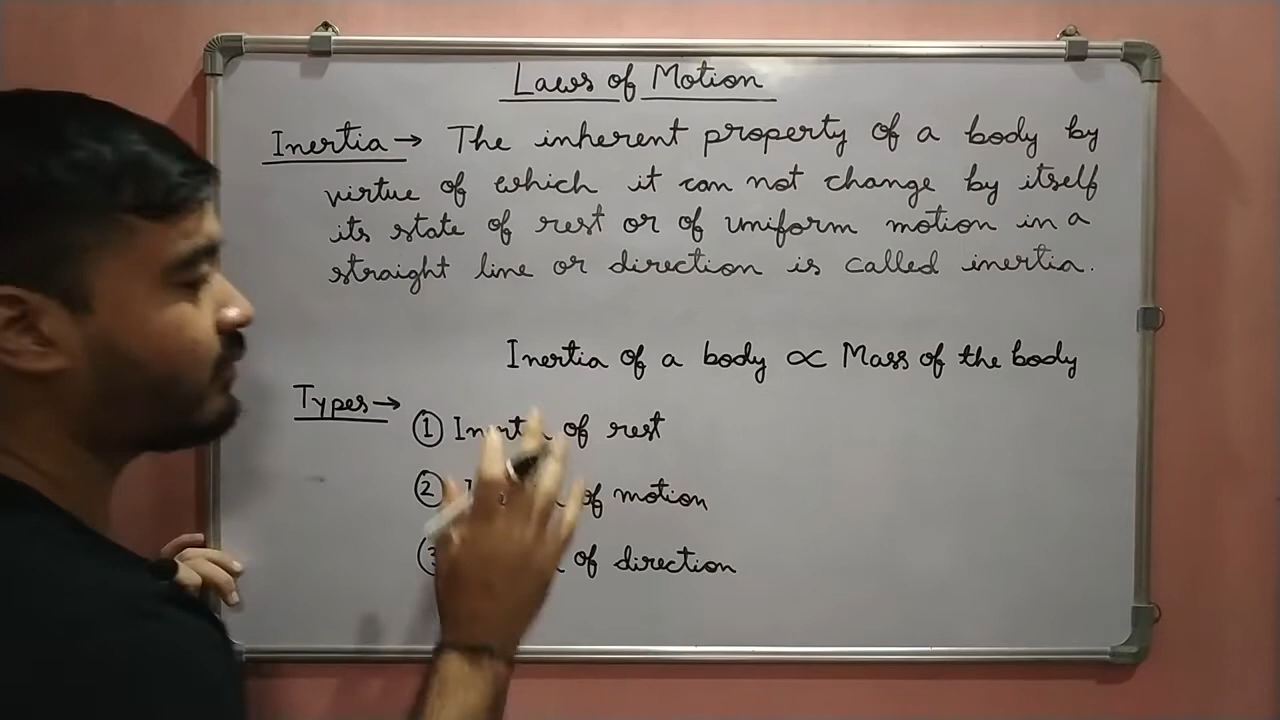 Laws of Motion
Inertia → The inherent property of a body by
virtue of which it can not change by itself
its state of rest or of uniform motion in a
straight line or direction is called inertia.
Inertia of a body ∝ Mass of the body
Types →
① Inertia of rest
② of motion
of direction